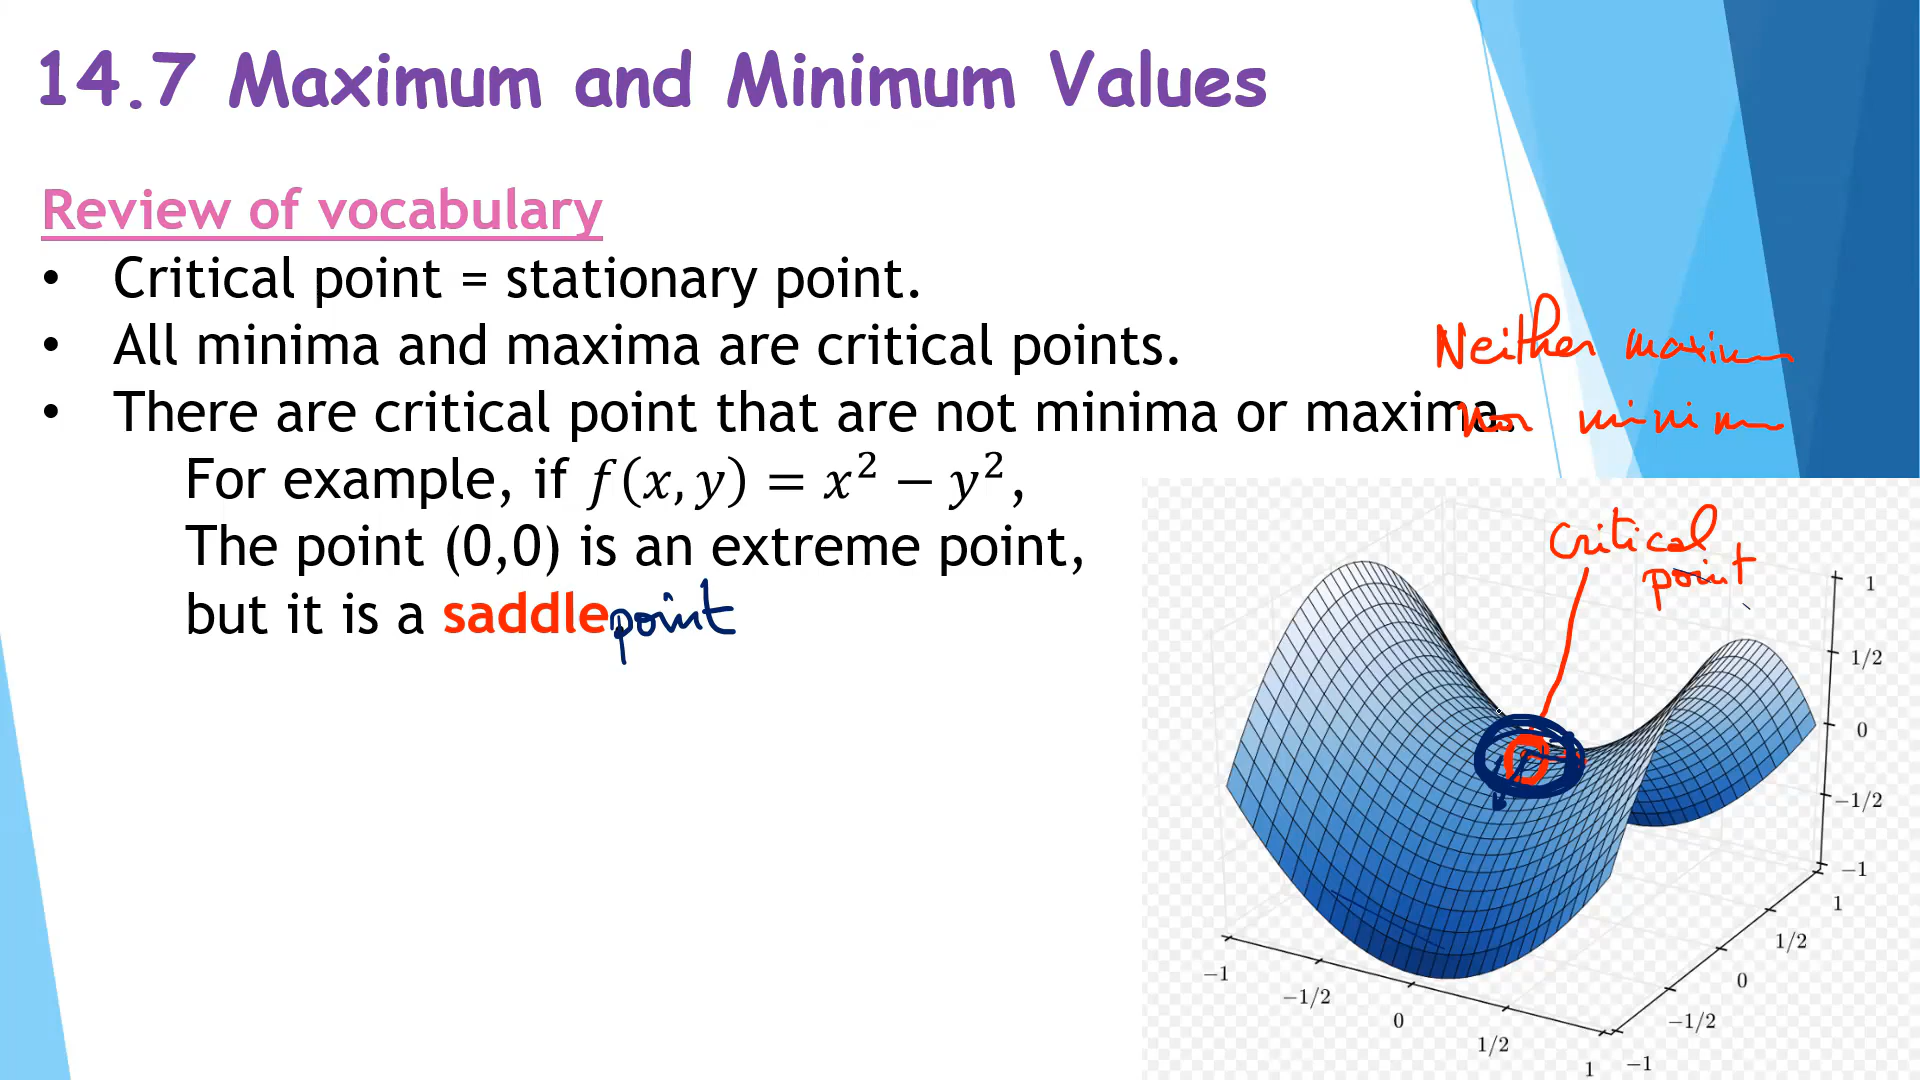 14.7 Maximum and Minimum Values
Review of vocabulary
• Critical point = stationary point.
• All minima and maxima are critical points.
• There are critical point that are not minima or maxima.
For example, if f(x, y) = x² − y²,
The point (0,0) is an extreme point,
but it is a saddle point
Neither maximum
nor minimum
Critical
point
1
1/2
0
−1/2
−1
1
1/2
0
−1/2
−1
−1
−1/2
0
1/2
1